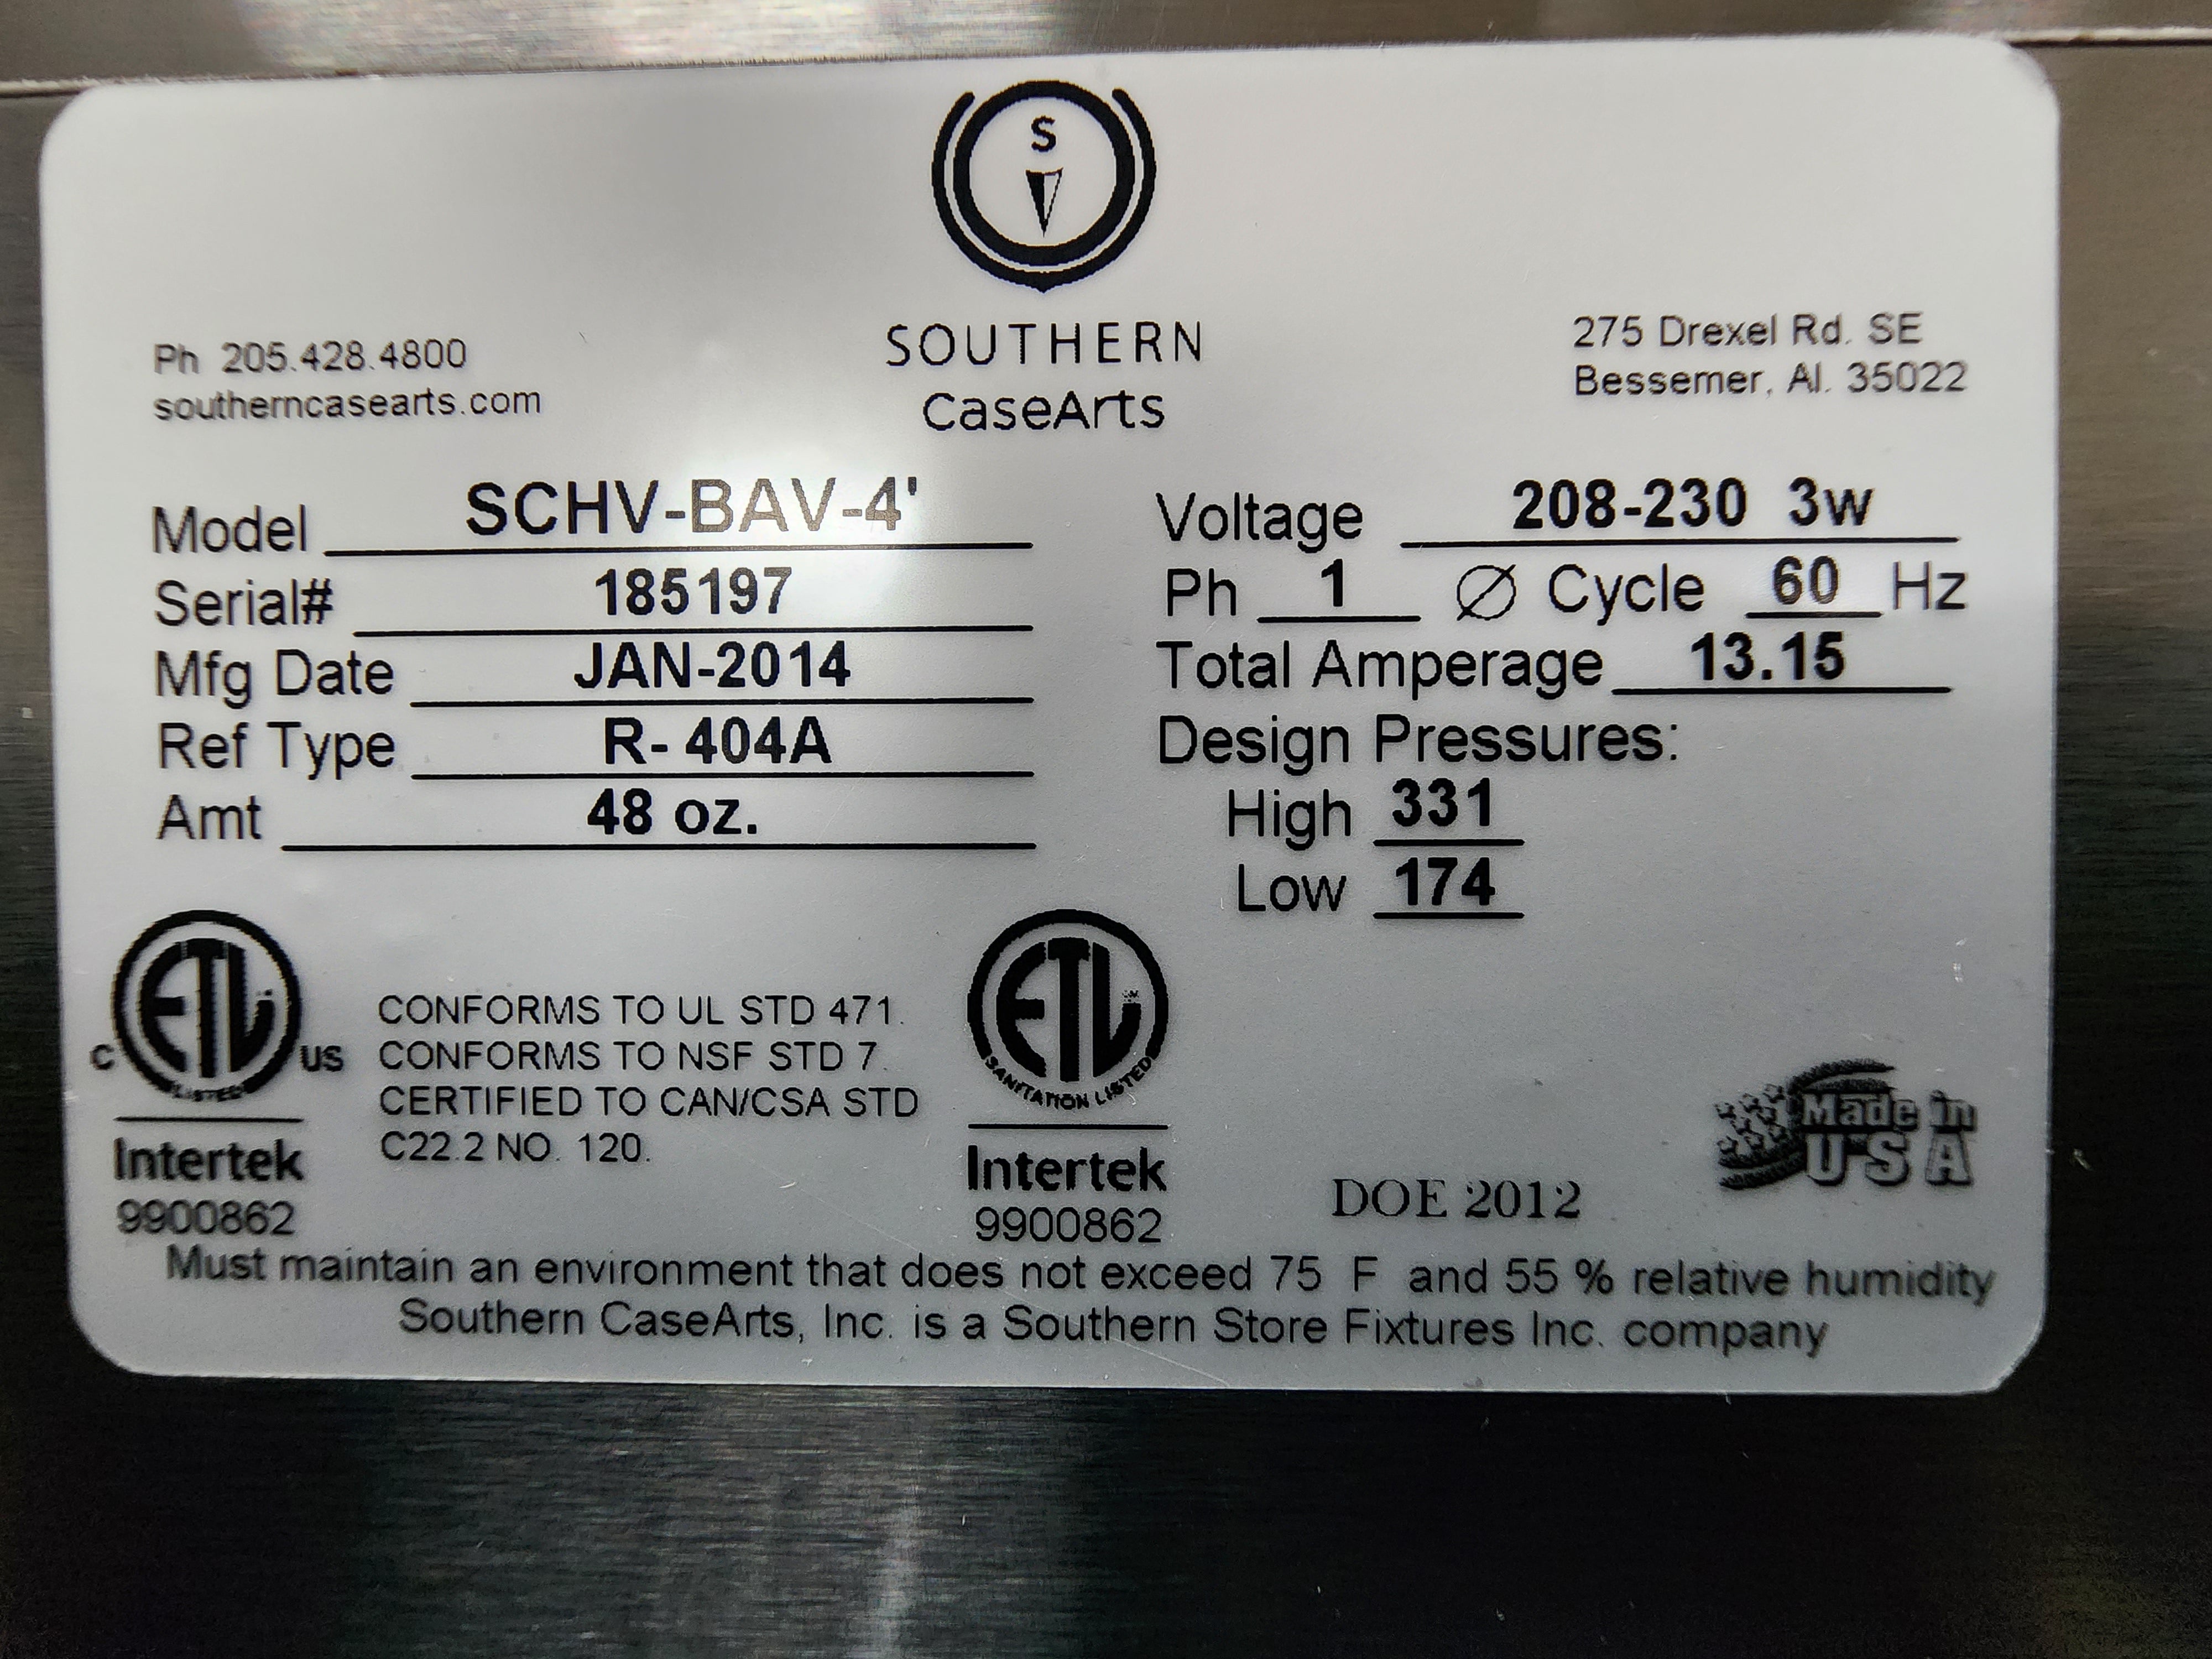 S
SOUTHERN
CaseArts
Ph 205.428.4800
southerncasearts.com
275 Drexel Rd. SE
Bessemer, Al. 35022
Model SCHV-BAV-4'
Serial# 185197
Mfg Date JAN-2014
Ref Type R-404A
Amt 48 oz.
Voltage 208-230 3w
Ph 1 Ø Cycle 60 Hz
Total Amperage 13.15
Design Pressures:
High 331
Low 174
ETL
LISTED
C US
Intertek
9900862
CONFORMS TO UL STD 471.
CONFORMS TO NSF STD 7.
CERTIFIED TO CAN/CSA STD
C22.2 NO. 120.
ETL
SANITATION LISTED
Intertek
9900862
DOE 2012
Made in
USA
Must maintain an environment that does not exceed 75 F and 55 % relative humidity
Southern CaseArts, Inc. is a Southern Store Fixtures Inc. company